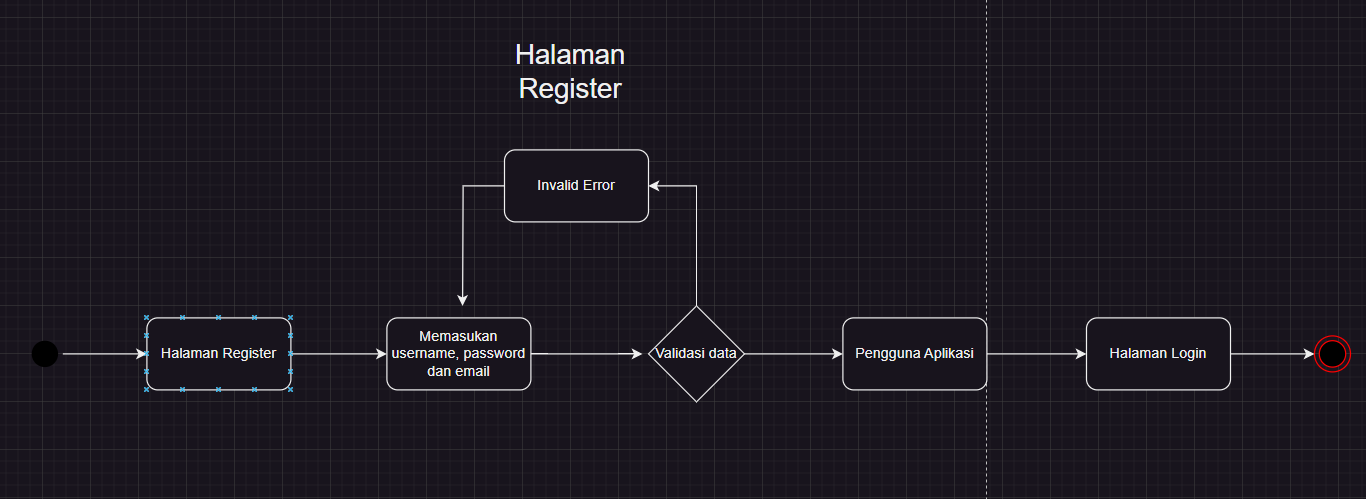 Halaman
Register
Invalid Error
Halaman Register
Memasukan
username, password
dan email
Validasi data
Pengguna Aplikasi
Halaman Login